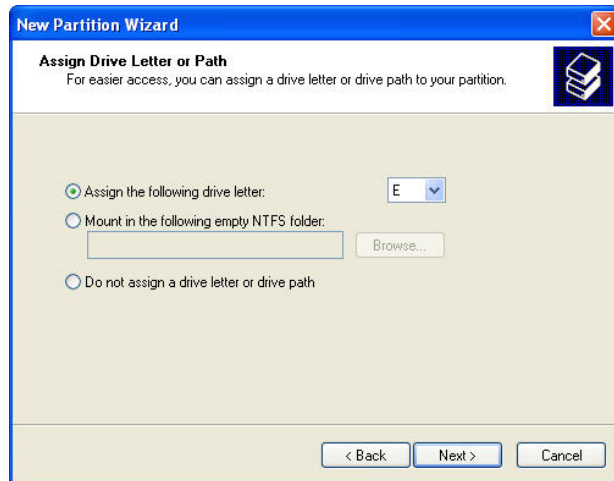 New Partition Wizard
Assign Drive Letter or Path
For easier access, you can assign a drive letter or drive path to your partition.
Assign the following drive letter:
E
Mount in the following empty NTFS folder:
Browse...
Do not assign a drive letter or drive path
< Back
Next >
Cancel